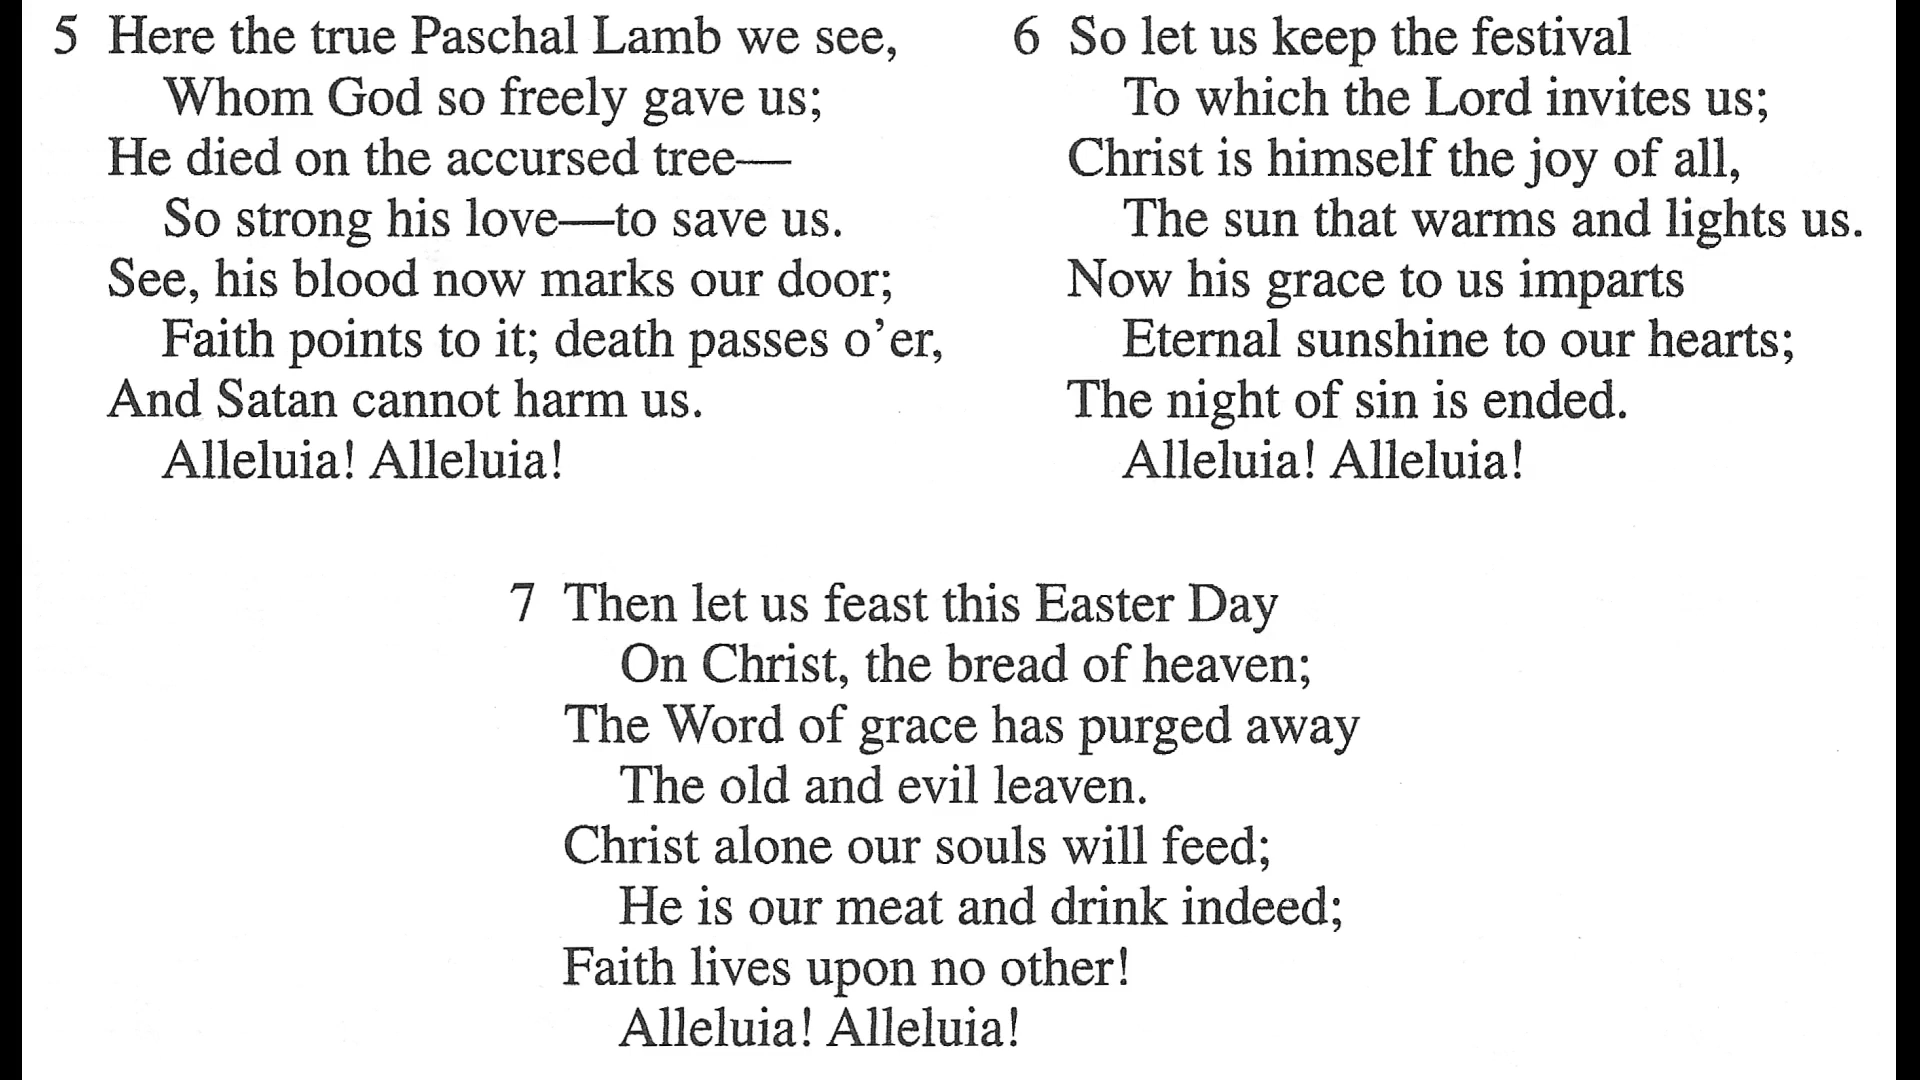 5 Here the true Paschal Lamb we see,
Whom God so freely gave us;
He died on the accursed tree—
So strong his love—to save us.
See, his blood now marks our door;
Faith points to it; death passes o’er,
And Satan cannot harm us.
Alleluia! Alleluia!
6 So let us keep the festival
To which the Lord invites us;
Christ is himself the joy of all,
The sun that warms and lights us.
Now his grace to us imparts
Eternal sunshine to our hearts;
The night of sin is ended.
Alleluia! Alleluia!
7 Then let us feast this Easter Day
On Christ, the bread of heaven;
The Word of grace has purged away
The old and evil leaven.
Christ alone our souls will feed;
He is our meat and drink indeed;
Faith lives upon no other!
Alleluia! Alleluia!